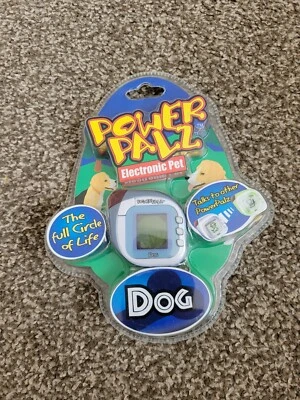 POWER
PALZ
Electronic Pet
The
full Circle
of Life
Talks to other
PowerPalz
DOG